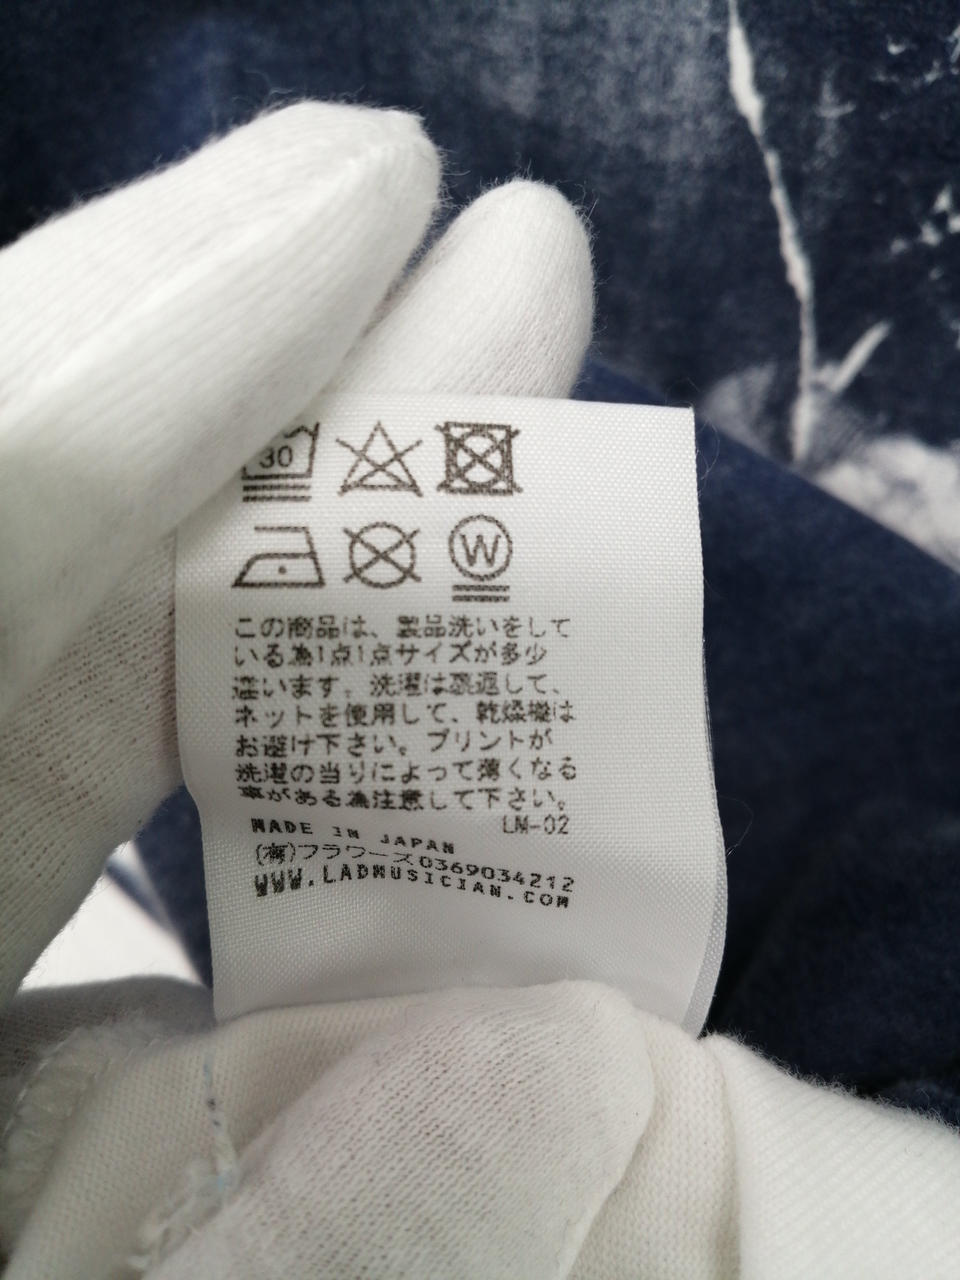 30
W
この商品は、製品洗いをして
いる為1点1点サイズが多少
違います。洗濯は裏返して、
ネットを使用して、乾燥機は
お避け下さい。プリントが
洗濯の当りによって薄くなる
事がある為注意して下さい。
LM-02
MADE IN JAPAN
(有)フラワーズ0369034212
WWW.LADMUSICIAN.COM